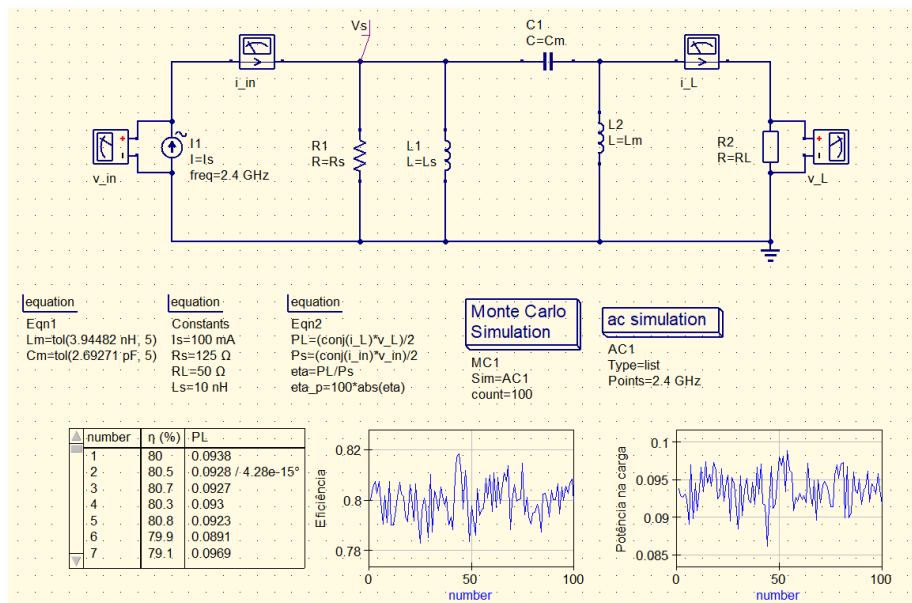 Vs
C1
C=Cm
i_in
i_L
I1
I=Is
freq=2.4 GHz
v_in
R1
R=Rs
L1
L=Ls
L2
L=Lm
R2
R=RL
v_L
equation
Eqn1
Lm=tol(3.94482 nH; 5)
Cm=tol(2.69271 pF; 5)
equation
Constants
Is=100 mA
Rs=125 Ω
RL=50 Ω
Ls=10 nH
equation
Eqn2
PL=(conj(i_L)*v_L)/2
Ps=(conj(i_in)*v_in)/2
eta=PL/Ps
eta_p=100*abs(eta)
Monte Carlo
Simulation
MC1
Sim=AC1
count=100
ac simulation
AC1
Type=list
Points=2.4 GHz
number η (%) PL
1 80 0.0938
2 80.5 0.0928 / 4.28e-15°
3 80.7 0.0927
4 80.3 0.093
5 80.8 0.0923
6 79.9 0.0891
7 79.1 0.0969
Eficiência
0.82
0.8
0.78
0 50 100
number
Potência na carga
0.1
0.095
0.09
0.085
0 50 100
number